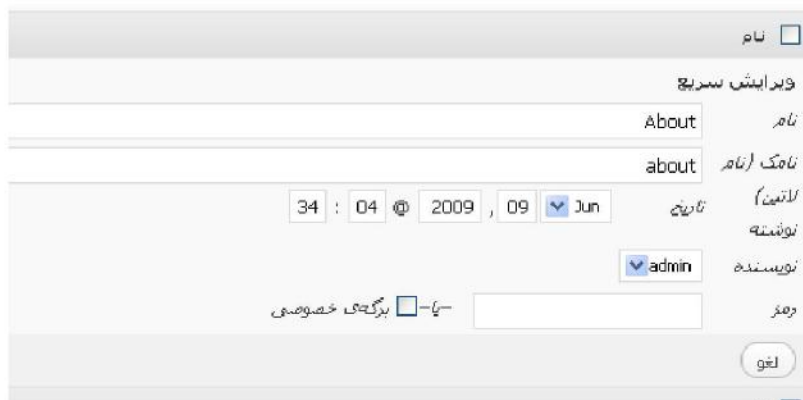 نام
ویرایش سریع
نام About
نامک (نام لاتین) نوشته about
تاریخ Jun 09 , 2009 @ 04 : 34
نویسنده admin
رمز –یا– برگه‌ی خصوصی
لغو